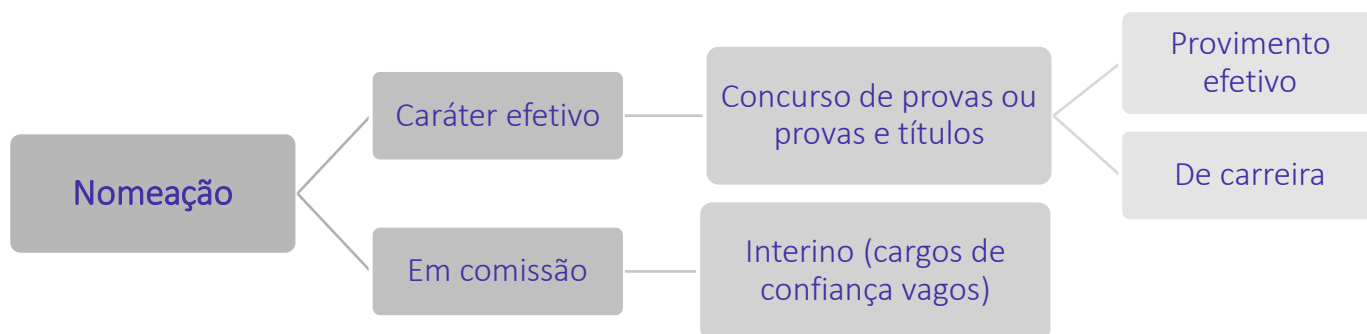 Nomeação
Caráter efetivo
Concurso de provas ou
provas e títulos
Provimento
efetivo
De carreira
Em comissão
Interino (cargos de
confiança vagos)